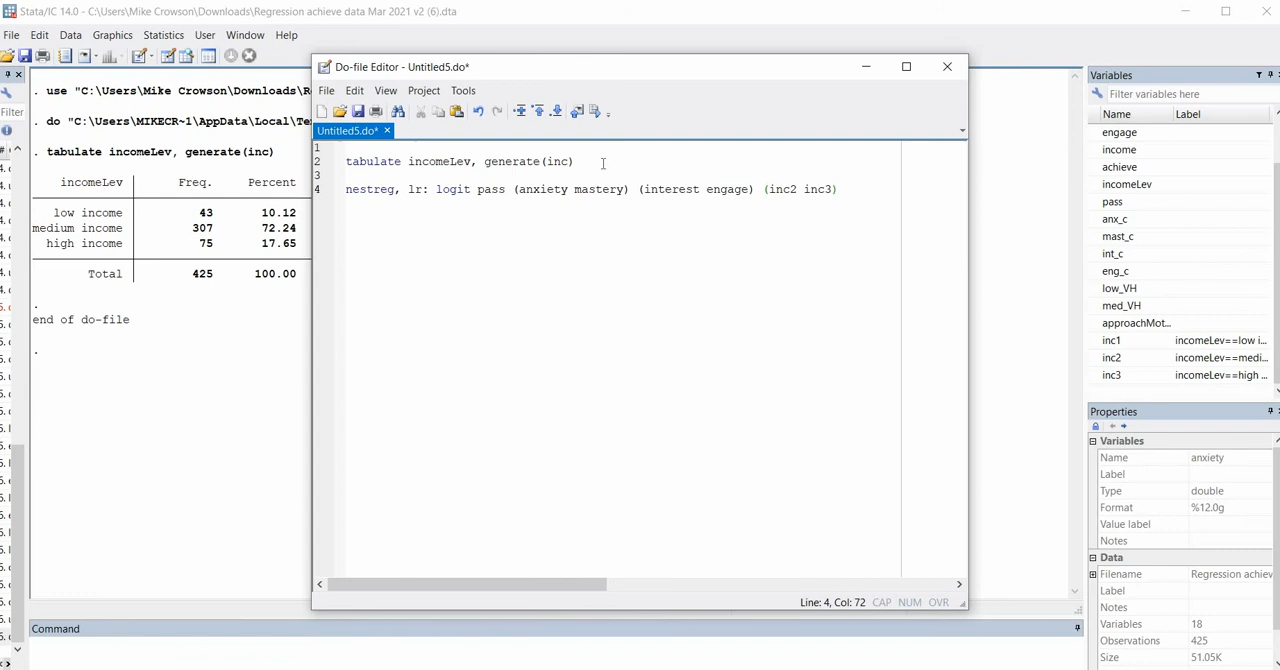 Stata/IC 14.0 - C:\Users\Mike Crowson\Downloads\Regression achieve data Mar 2021 v2 (6).dta
File Edit Data Graphics Statistics User Window Help
Filter
. use "C:\Users\Mike Crowson\Downloads\R
. do "C:\Users\MIKECR~1\AppData\Local\Te
. tabulate incomeLev, generate(inc)
incomeLev Freq. Percent
low income 43 10.12
medium income 307 72.24
high income 75 17.65
Total 425 100.00
.
end of do-file
.
Command
Do-file Editor - Untitled5.do*
File Edit View Project Tools
Untitled5.do*
1
2 tabulate incomeLev, generate(inc)
3
4 nestreg, lr: logit pass (anxiety mastery) (interest engage) (inc2 inc3)
Line: 4, Col: 72 CAP NUM OVR
Variables
Filter variables here
Name Label
engage
income
achieve
incomeLev
pass
anx_c
mast_c
int_c
eng_c
low_VH
med_VH
approachMot...
inc1 incomeLev==low i...
inc2 incomeLev==medi...
inc3 incomeLev==high ...
Properties
Variables
Name anxiety
Label
Type double
Format %12.0g
Value label
Notes
Data
Filename Regression achiev
Label
Notes
Variables 18
Observations 425
Size 51.05K